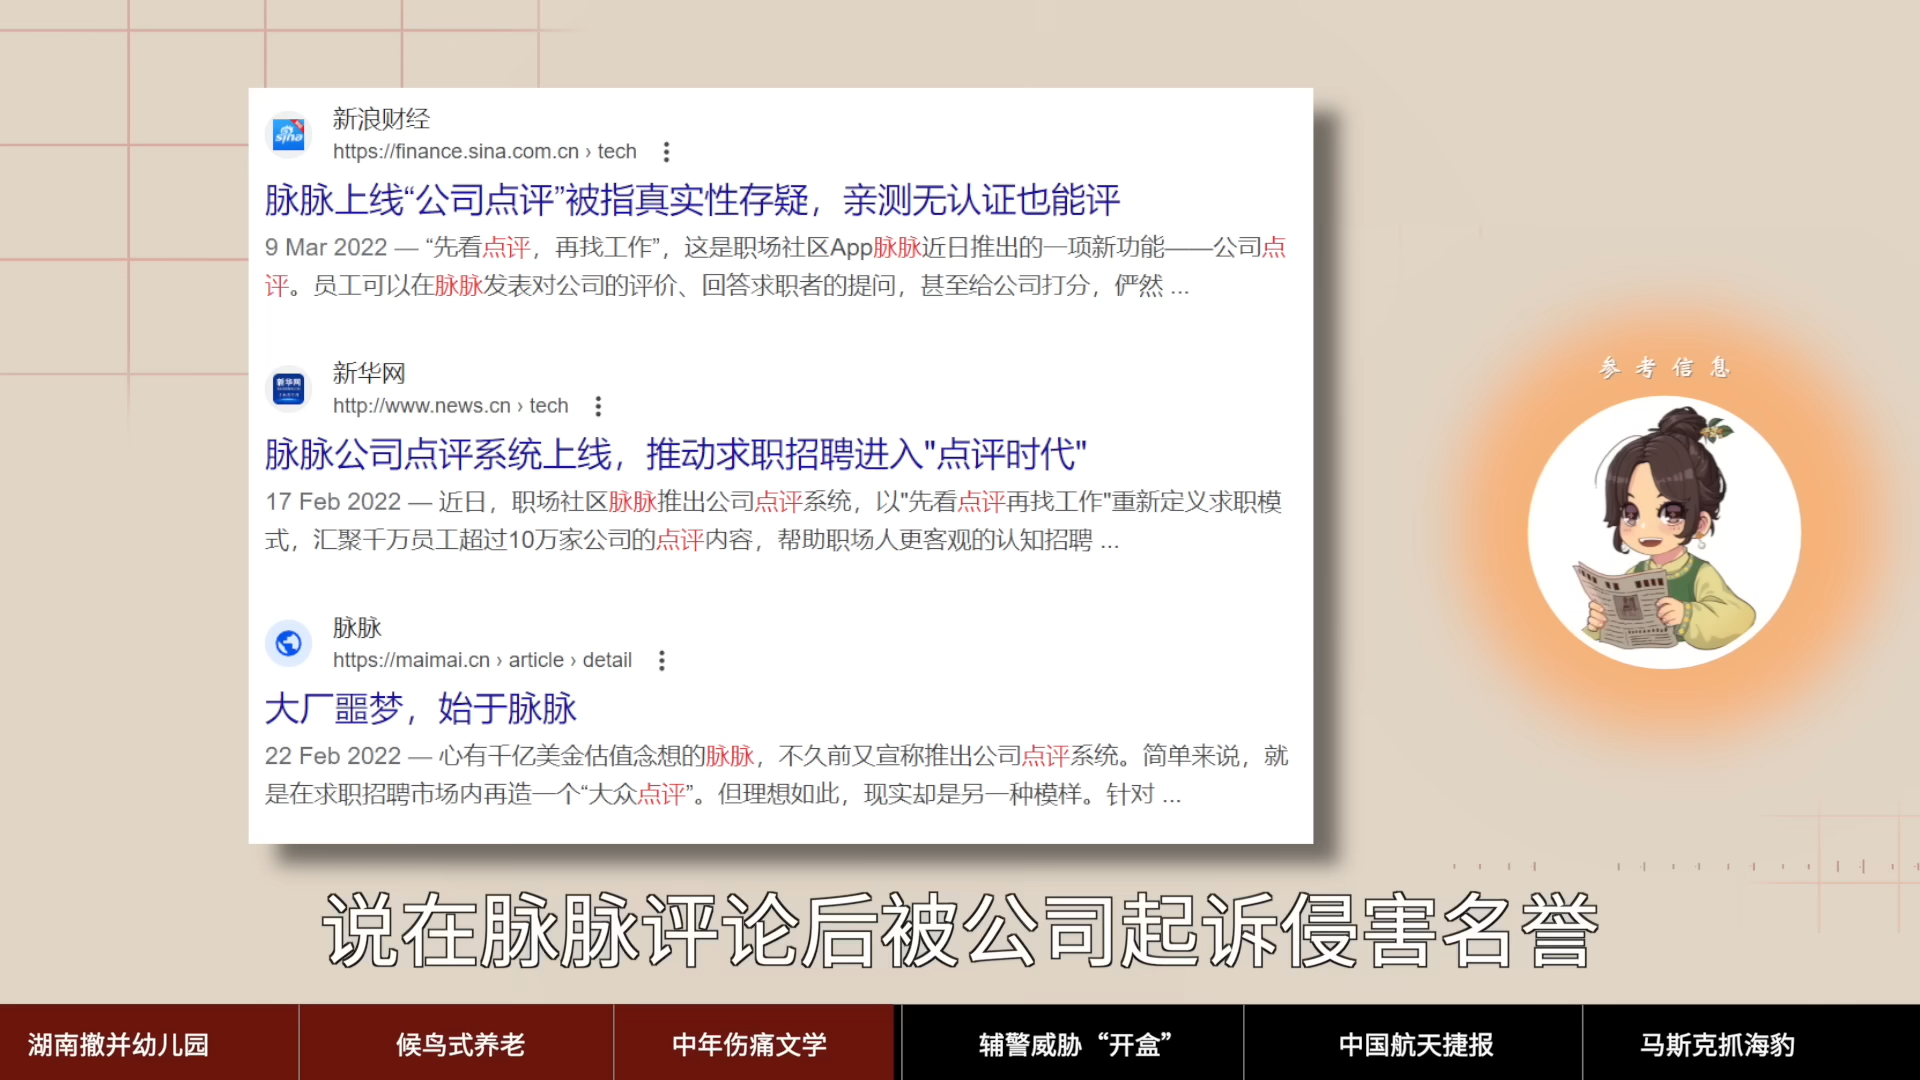 新浪财经
https://finance.sina.com.cn › tech
脉脉上线“公司点评”被指真实性存疑，亲测无认证也能评
9 Mar 2022 — “先看点评，再找工作”，这是职场社区App脉脉近日推出的一项新功能——公司点
评。员工可以在脉脉发表对公司的评价、回答求职者的提问，甚至给公司打分，俨然 ...
新华网
http://www.news.cn › tech
脉脉公司点评系统上线，推动求职招聘进入"点评时代"
17 Feb 2022 — 近日，职场社区脉脉推出公司点评系统，以"先看点评再找工作"重新定义求职模
式，汇聚千万员工超过10万家公司的点评内容，帮助职场人更客观的认知招聘 ...
脉脉
https://maimai.cn › article › detail
大厂噩梦，始于脉脉
22 Feb 2022 — 心有千亿美金估值念想的脉脉，不久前又宣称推出公司点评系统。简单来说，就
是在求职招聘市场内再造一个“大众点评”。但理想如此，现实却是另一种模样。针对 ...
参考信息
说在脉脉评论后被公司起诉侵害名誉
湖南撤并幼儿园
候鸟式养老
中年伤痛文学
辅警威胁“开盒”
中国航天捷报
马斯克抓海豹